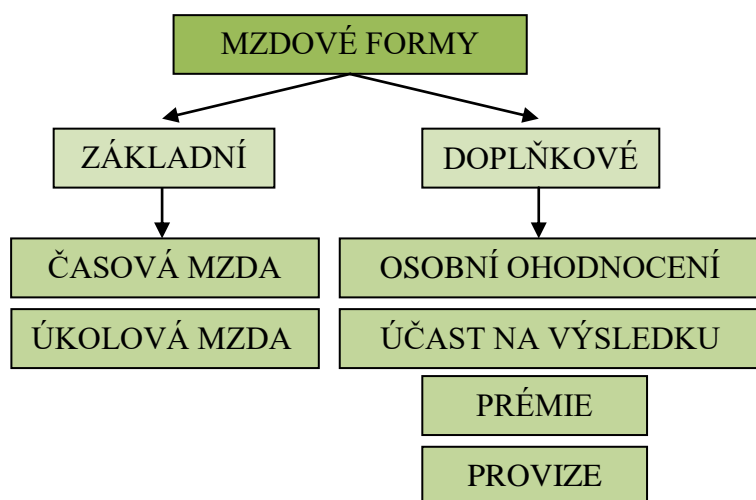 MZDOVÉ FORMY
ZÁKLADNÍ
DOPLŇKOVÉ
ČASOVÁ MZDA
OSOBNÍ OHODNOCENÍ
ÚKOLOVÁ MZDA
ÚČAST NA VÝSLEDKU
PRÉMIE
PROVIZE